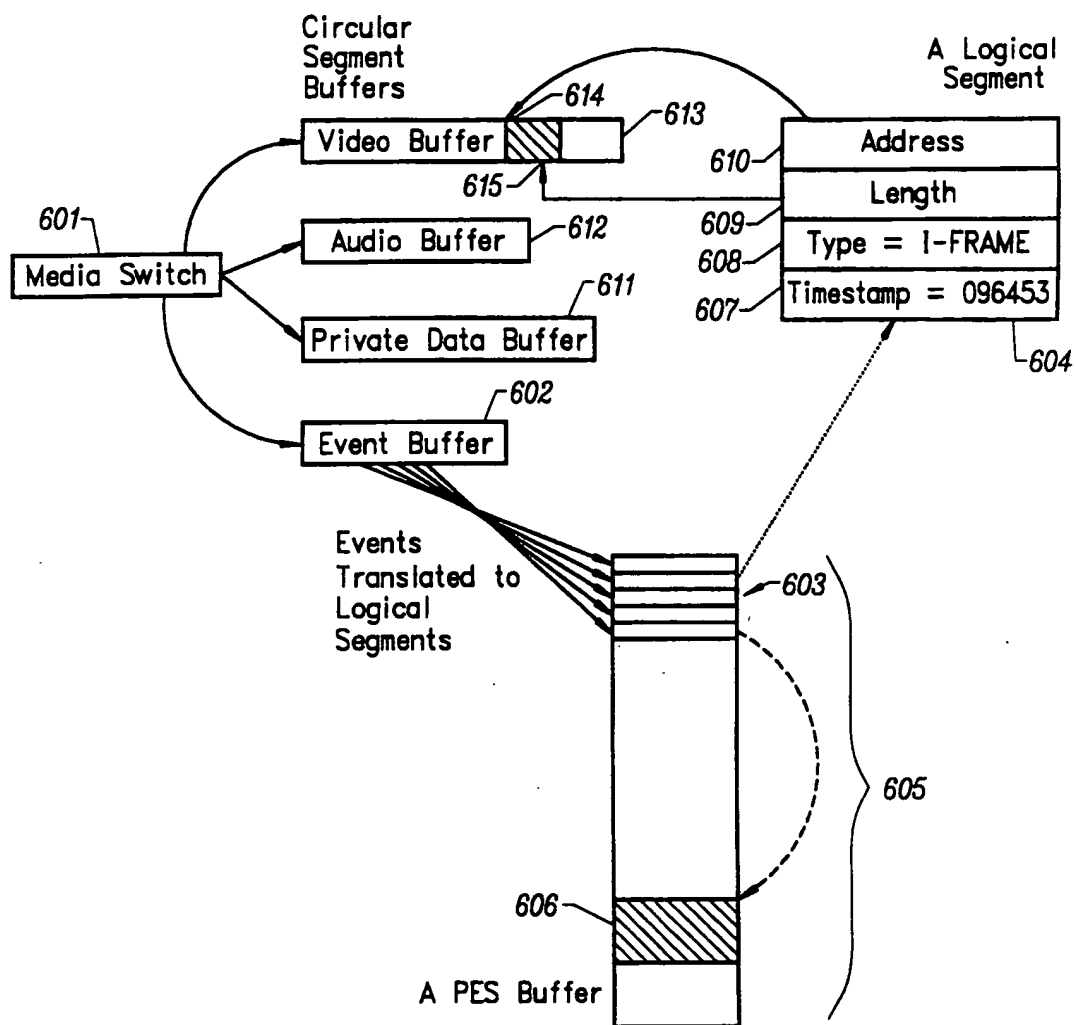 Circular
Segment
Buffers
A Logical
Segment
614
613
Video Buffer
615
610
Address
609
Length
608
Type = I-FRAME
607
Timestamp = 096453
604
601
Media Switch
Audio Buffer
612
611
Private Data Buffer
602
Event Buffer
Events
Translated to
Logical
Segments
603
605
606
A PES Buffer